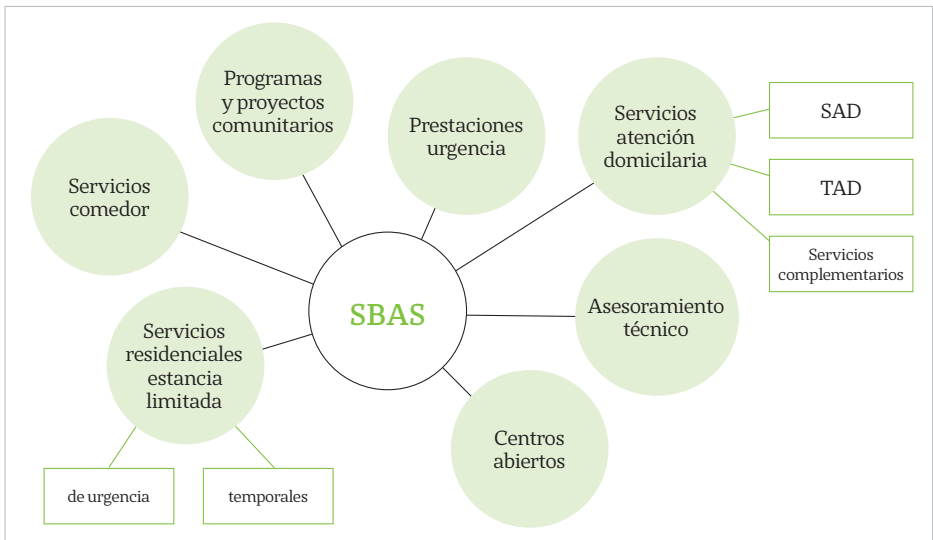 Programas
y proyectos
comunitarios
Prestaciones
urgencia
Servicios
atención
domicilaria
SAD
TAD
Servicios
complementarios
Servicios
comedor
SBAS
Asesoramiento
técnico
Servicios
residenciales
estancia
limitada
de urgencia
temporales
Centros
abiertos